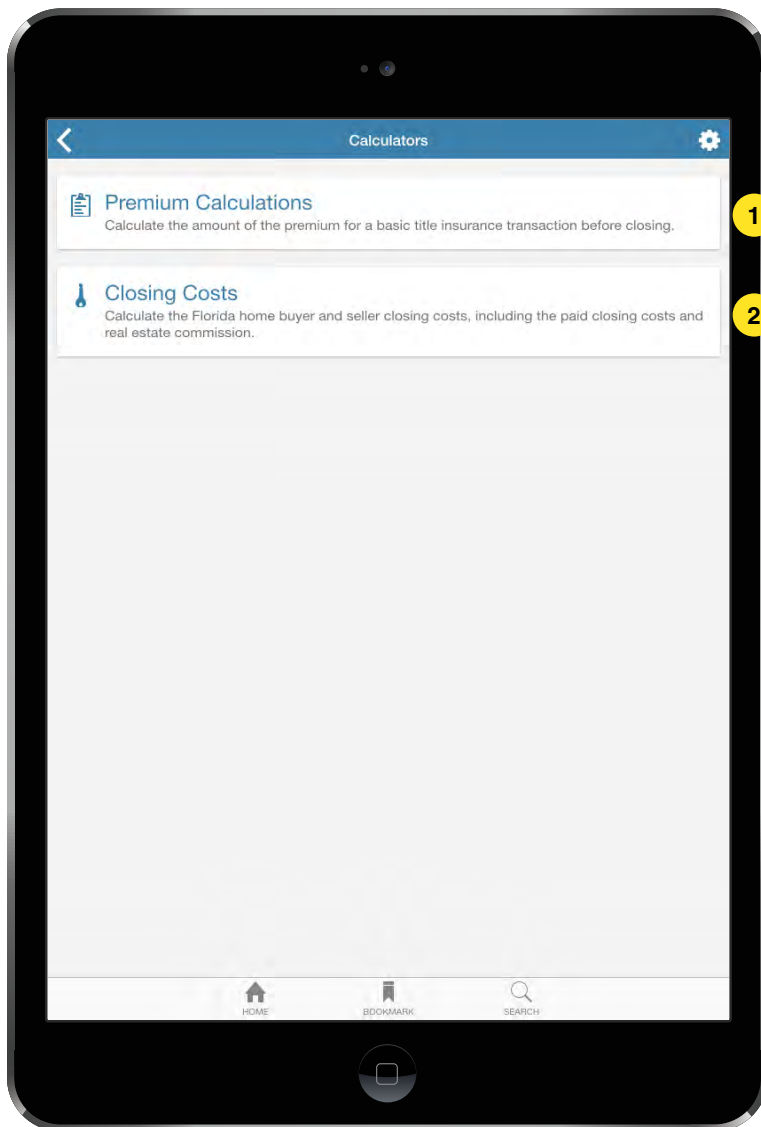 Calculators
Premium Calculations
Calculate the amount of the premium for a basic title insurance transaction before closing.
1
Closing Costs
Calculate the Florida home buyer and seller closing costs, including the paid closing costs and
real estate commission.
2
HOME
BOOKMARK
SEARCH